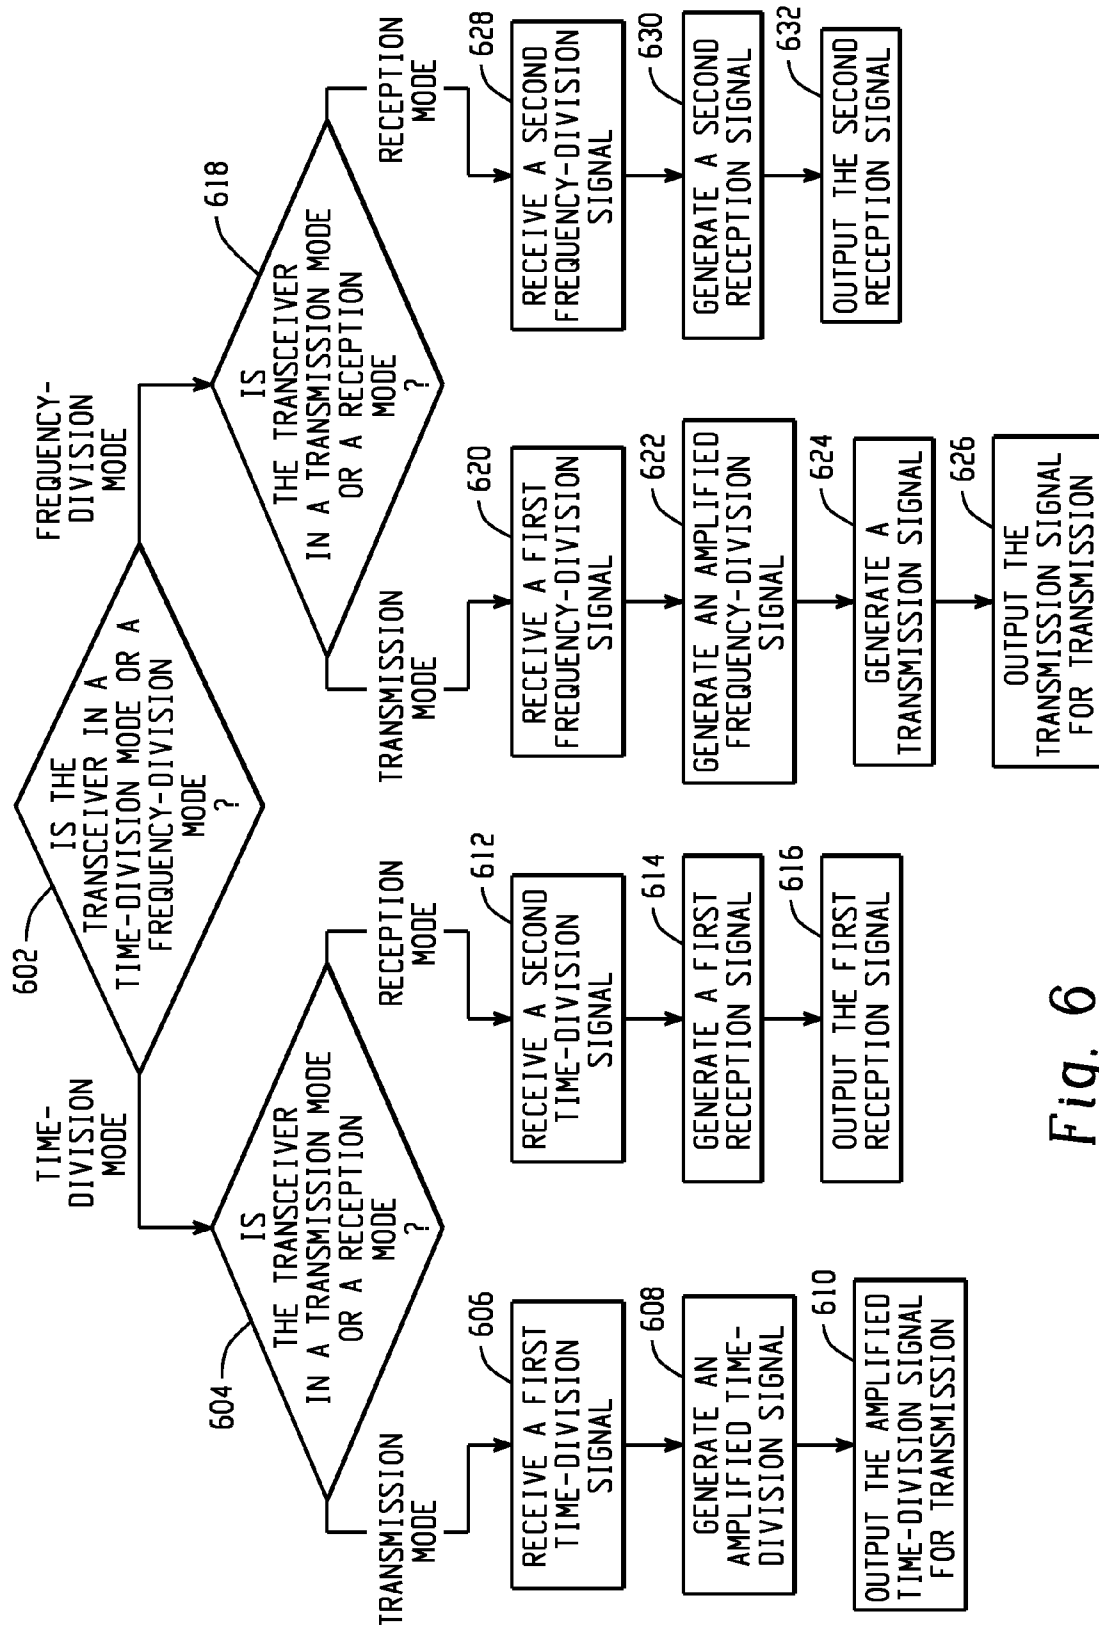 602
IS THE
TRANSCEIVER IN A
TIME-DIVISION MODE OR A
FREQUENCY-DIVISION
MODE
?
TIME-
DIVISION
MODE
FREQUENCY-
DIVISION
MODE
604
IS
THE TRANSCEIVER
IN A TRANSMISSION MODE
OR A RECEPTION
MODE
?
618
IS
THE TRANSCEIVER
IN A TRANSMISSION MODE
OR A RECEPTION
MODE
?
TRANSMISSION
MODE
RECEPTION
MODE
TRANSMISSION
MODE
RECEPTION
MODE
606
RECEIVE A FIRST
TIME-DIVISION
SIGNAL
612
RECEIVE A SECOND
TIME-DIVISION
SIGNAL
620
RECEIVE A FIRST
FREQUENCY-DIVISION
SIGNAL
628
RECEIVE A SECOND
FREQUENCY-DIVISION
SIGNAL
608
GENERATE AN
AMPLIFIED TIME-
DIVISION SIGNAL
614
GENERATE A FIRST
RECEPTION SIGNAL
622
GENERATE AN AMPLIFIED
FREQUENCY-DIVISION
SIGNAL
630
GENERATE A SECOND
RECEPTION SIGNAL
610
OUTPUT THE AMPLIFIED
TIME-DIVISION SIGNAL
FOR TRANSMISSION
616
OUTPUT THE FIRST
RECEPTION SIGNAL
624
GENERATE A
TRANSMISSION SIGNAL
632
OUTPUT THE SECOND
RECEPTION SIGNAL
626
OUTPUT THE
TRANSMISSION SIGNAL
FOR TRANSMISSION
Fig. 6